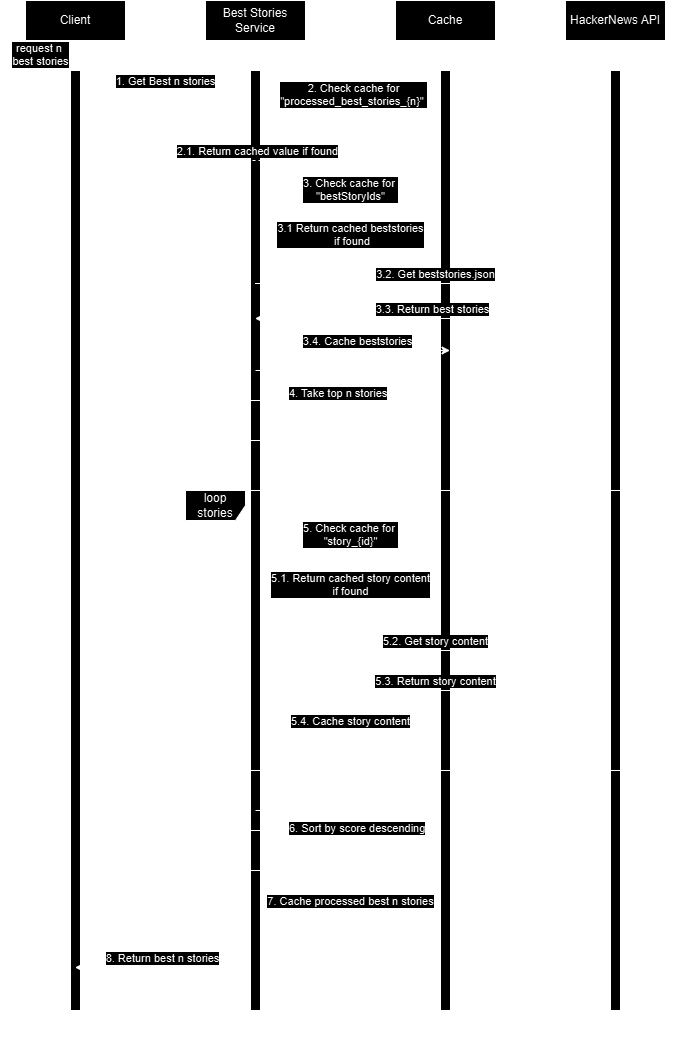 Client
Best Stories
Service
Cache
HackerNews API
request n
best stories
1. Get Best n stories
2. Check cache for
"processed_best_stories_{n}"
2.1. Return cached value if found
3. Check cache for
"bestStoryIds"
3.1 Return cached beststories
if found
3.2. Get beststories.json
3.3. Return best stories
3.4. Cache beststories
4. Take top n stories
loop
stories
5. Check cache for
"story_{id}"
5.1. Return cached story content
if found
5.2. Get story content
5.3. Return story content
5.4. Cache story content
6. Sort by score descending
7. Cache processed best n stories
8. Return best n stories